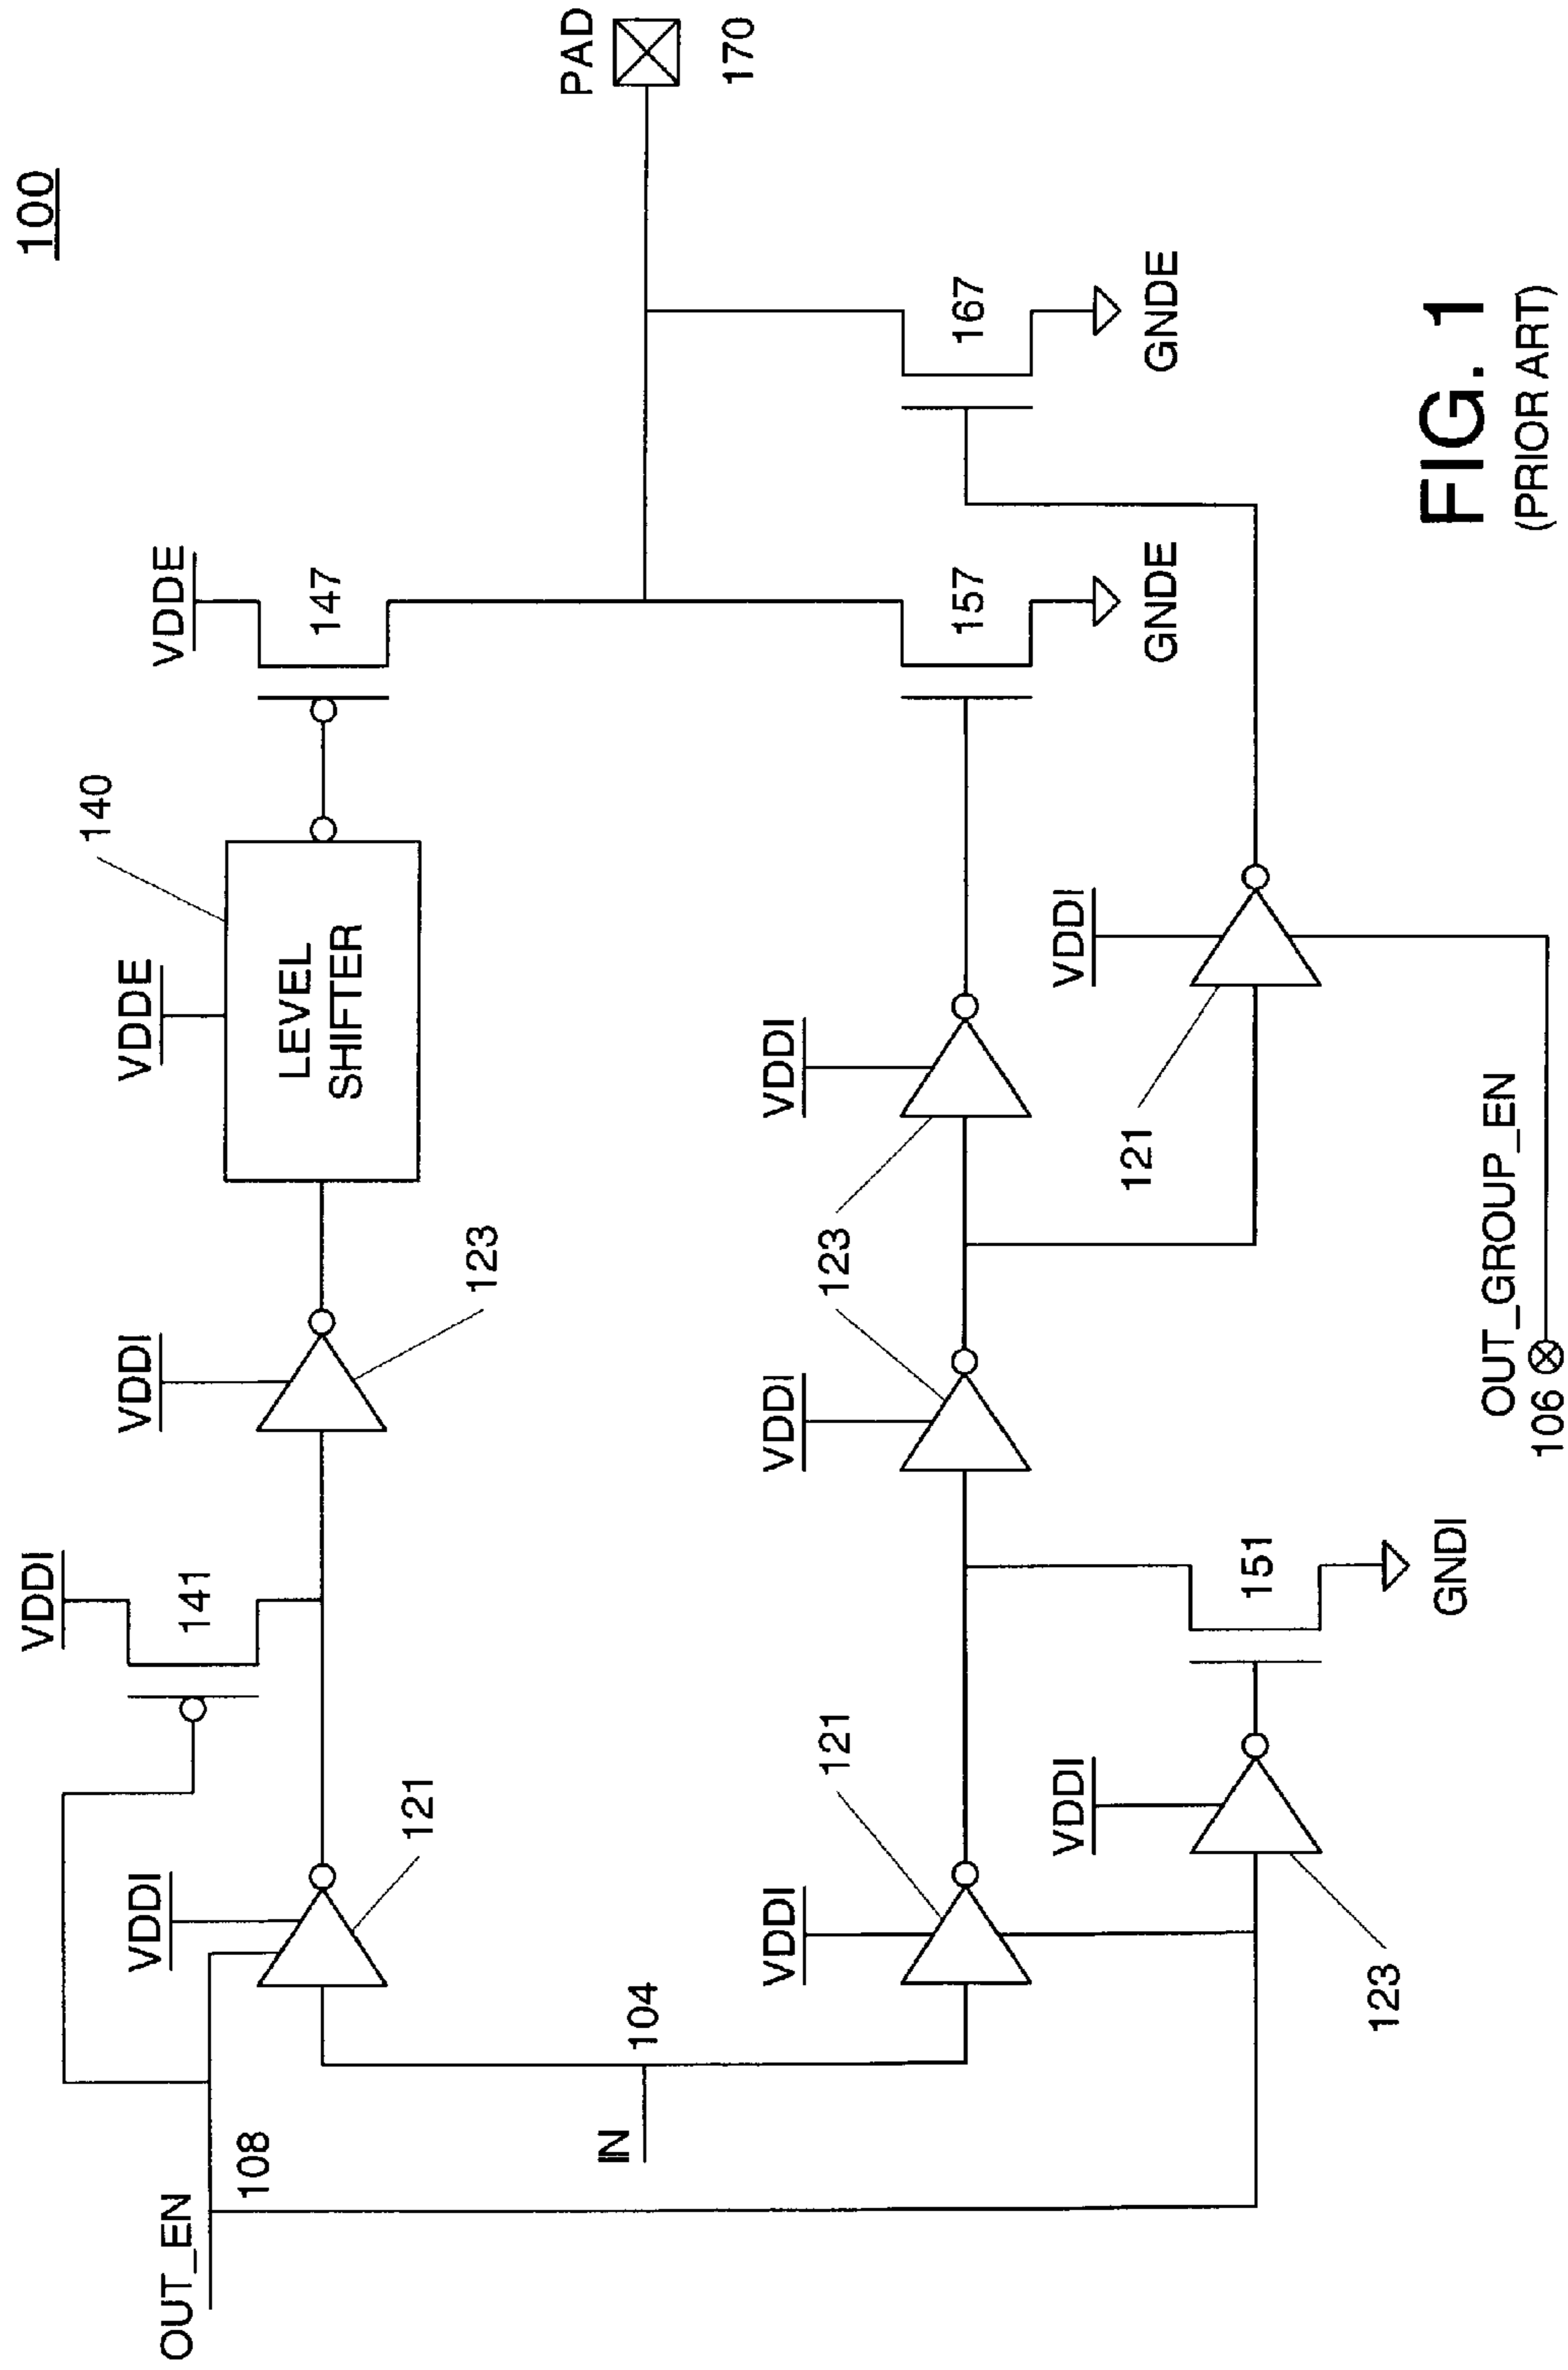 100
VDDI
141
VDDE
140
VDDE
147
OUT_EN
108
VDDI
121
VDDI
123
LEVEL
SHIFTER
PAD
170
IN
104
VDDI
121
VDDI
123
VDDI
157
167
GNDE
GNDE
VDDI
123
151
GNDI
121
VDDI
OUT_GROUP_EN
106
FIG. 1
(PRIOR ART)